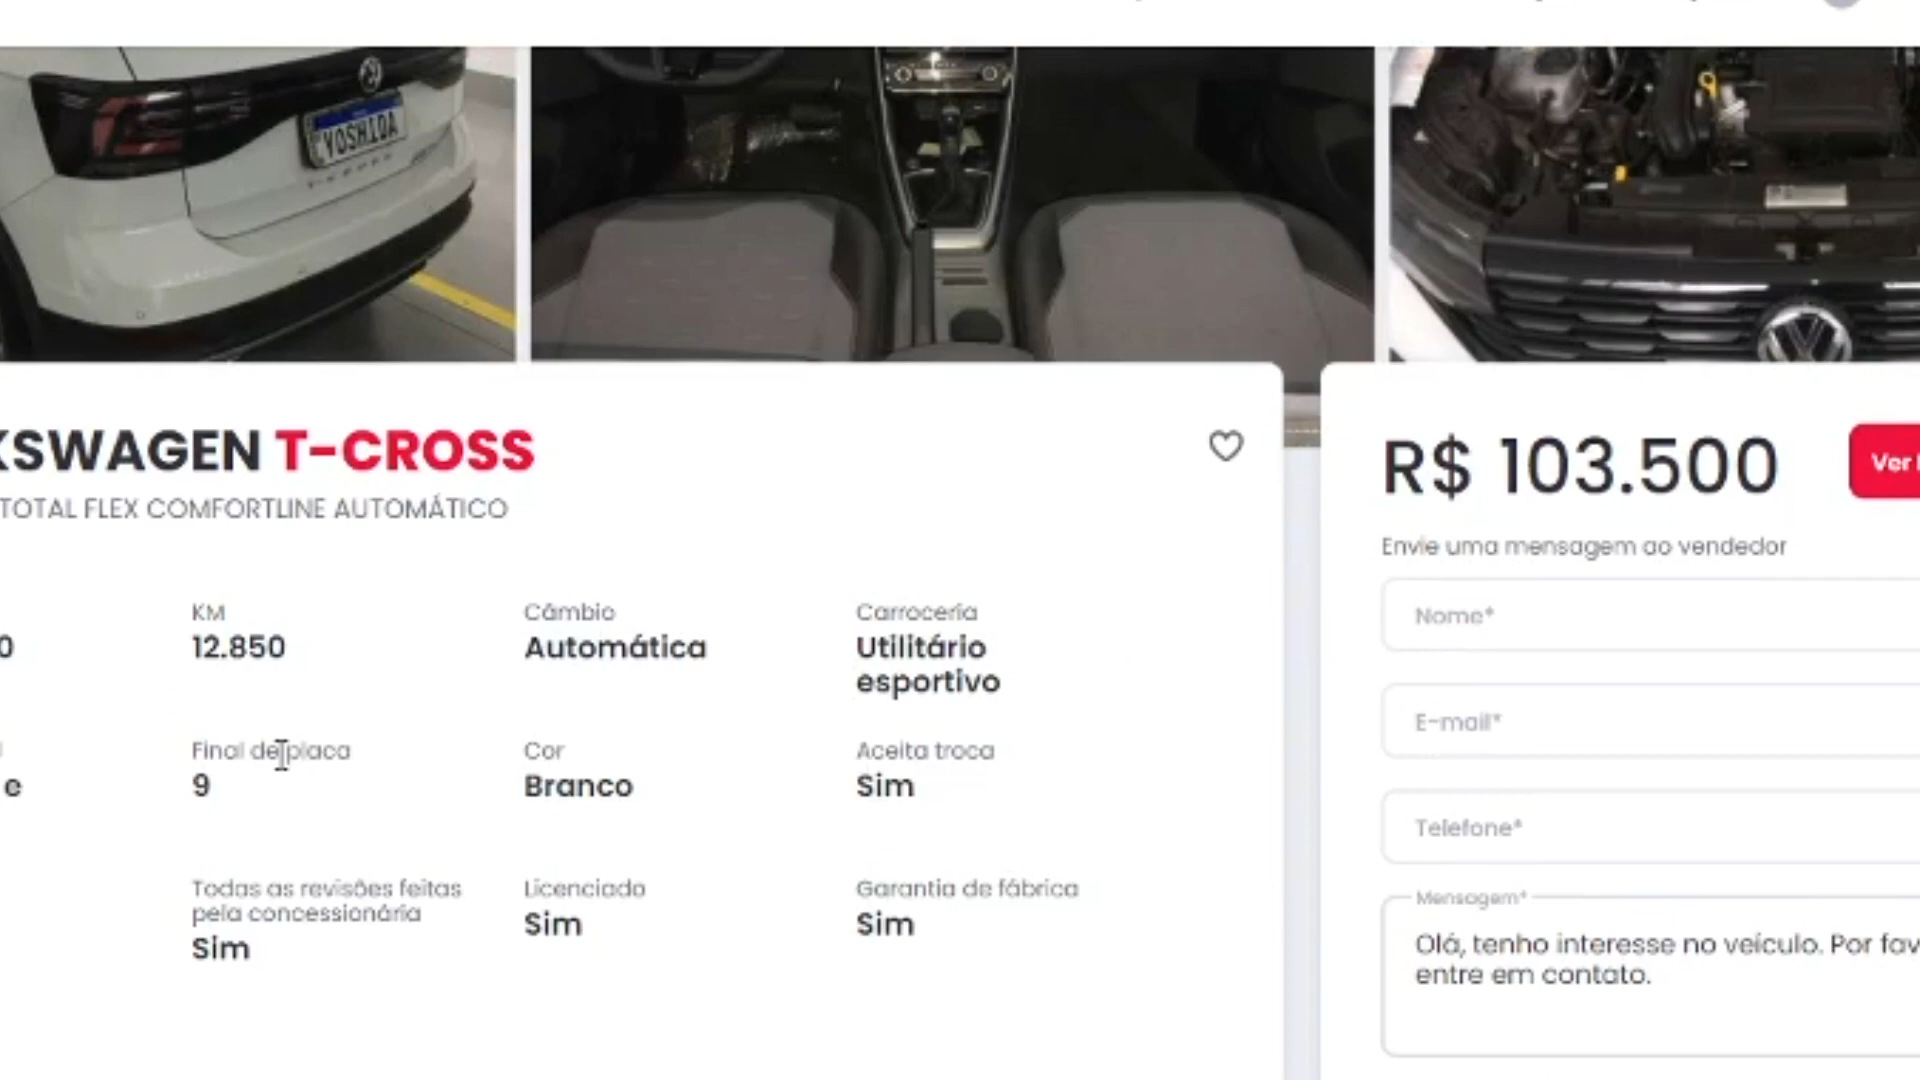 YOSHIDA
T-CROSS
KSWAGEN T-CROSS
TOTAL FLEX COMFORTLINE AUTOMÁTICO
R$ 103.500
Ver
Envie uma mensagem ao vendedor
Nome*
E-mail*
Telefone*
Mensagem*
Olá, tenho interesse no veículo. Por fav
entre em contato.
0
KM
12.850
Câmbio
Automática
Carroceria
Utilitário
esportivo
e
Final de placa
9
Cor
Branco
Aceita troca
Sim
Todas as revisões feitas
pela concessionária
Sim
Licenciado
Sim
Garantia de fábrica
Sim